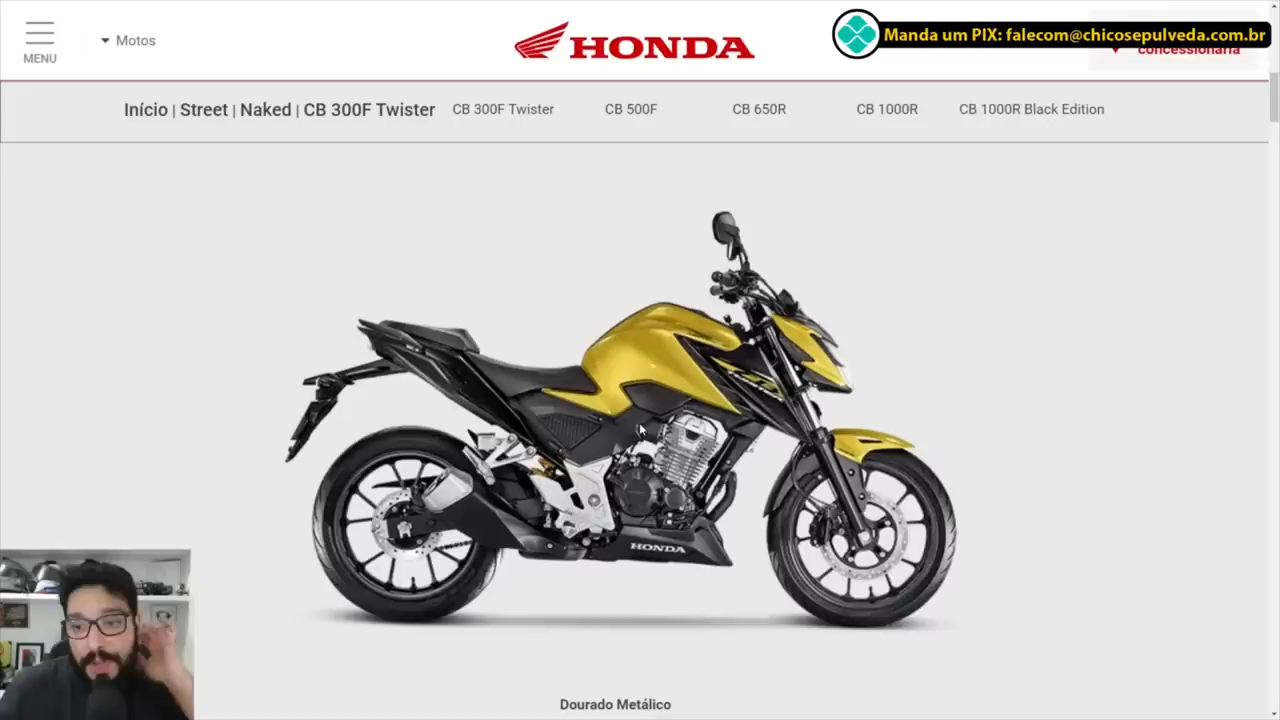 MENU
Motos
HONDA
Manda um PIX: falecom@chicosepulveda.com.br
concessionária
Início | Street | Naked | CB 300F Twister
CB 300F Twister
CB 500F
CB 650R
CB 1000R
CB 1000R Black Edition
HONDA
Dourado Metálico